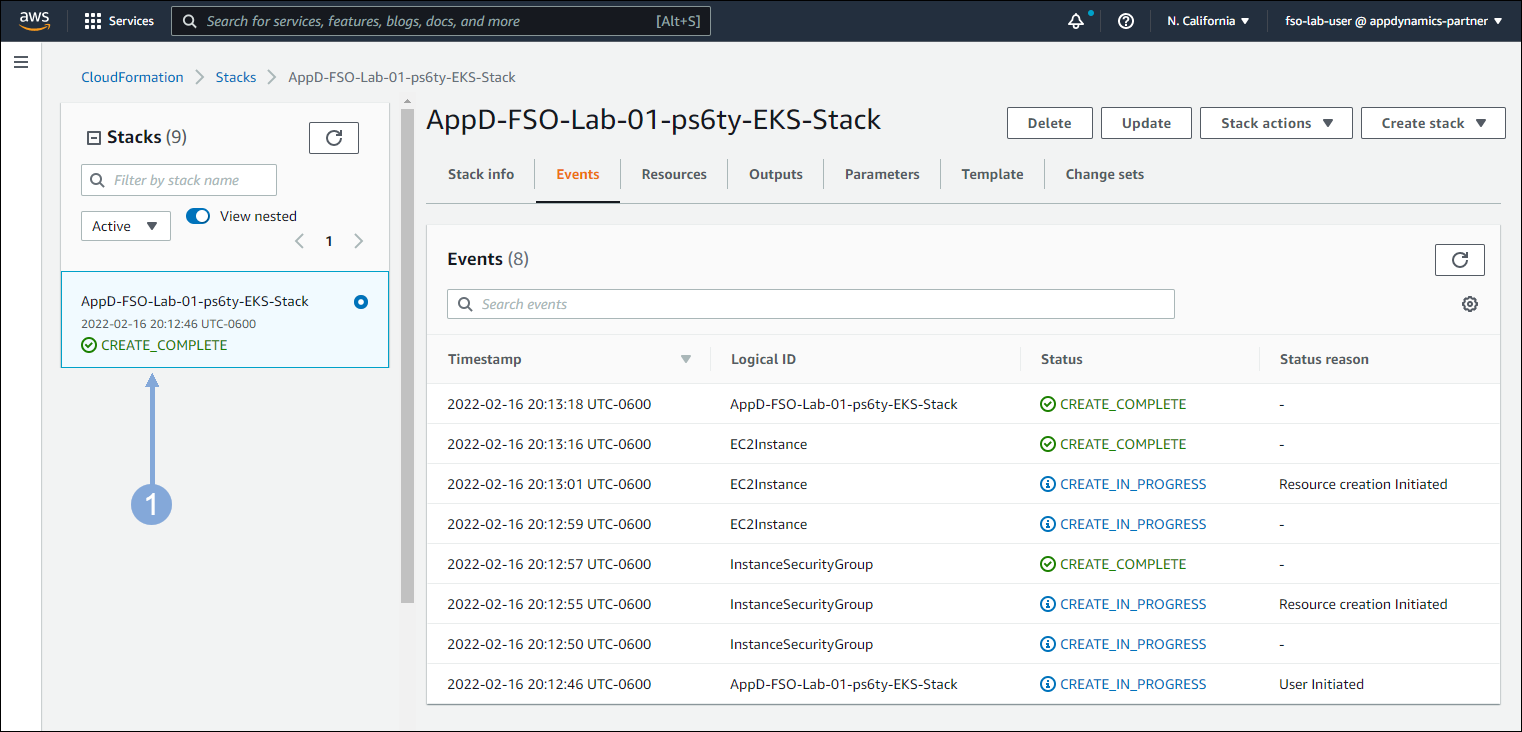 aws Services Search for services, features, blogs, docs, and more [Alt+S] N. California fso-lab-user @ appdynamics-partner
CloudFormation Stacks AppD-FSO-Lab-01-ps6ty-EKS-Stack
Stacks (9)
Filter by stack name
Active View nested
1
AppD-FSO-Lab-01-ps6ty-EKS-Stack
2022-02-16 20:12:46 UTC-0600
CREATE_COMPLETE
1
AppD-FSO-Lab-01-ps6ty-EKS-Stack
Delete Update Stack actions Create stack
Stack info Events Resources Outputs Parameters Template Change sets
Events (8)
Search events
Timestamp Logical ID Status Status reason
2022-02-16 20:13:18 UTC-0600 AppD-FSO-Lab-01-ps6ty-EKS-Stack CREATE_COMPLETE -
2022-02-16 20:13:16 UTC-0600 EC2Instance CREATE_COMPLETE -
2022-02-16 20:13:01 UTC-0600 EC2Instance CREATE_IN_PROGRESS Resource creation Initiated
2022-02-16 20:12:59 UTC-0600 EC2Instance CREATE_IN_PROGRESS -
2022-02-16 20:12:57 UTC-0600 InstanceSecurityGroup CREATE_COMPLETE -
2022-02-16 20:12:55 UTC-0600 InstanceSecurityGroup CREATE_IN_PROGRESS Resource creation Initiated
2022-02-16 20:12:50 UTC-0600 InstanceSecurityGroup CREATE_IN_PROGRESS -
2022-02-16 20:12:46 UTC-0600 AppD-FSO-Lab-01-ps6ty-EKS-Stack CREATE_IN_PROGRESS User Initiated